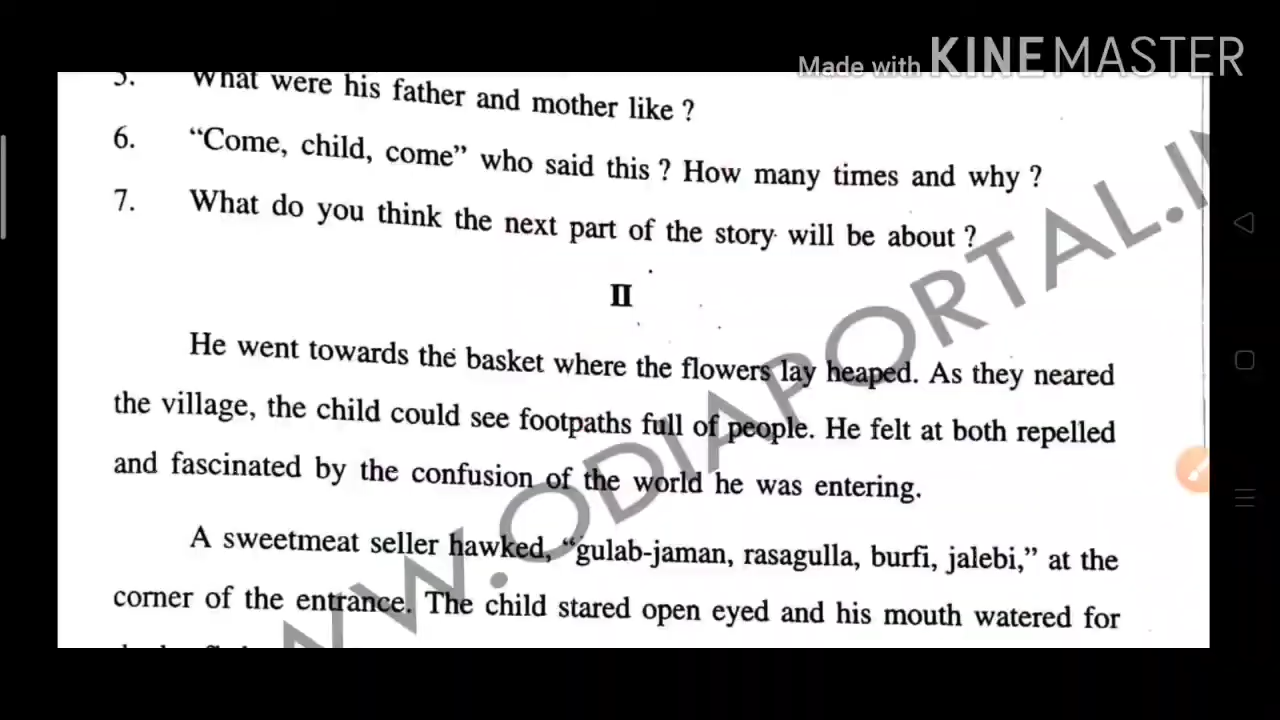 Made with KINEMASTER
5. What were his father and mother like ?
6. “Come, child, come” who said this ? How many times and why ?
7. What do you think the next part of the story will be about ?
II
He went towards the basket where the flowers lay heaped. As they neared
the village, the child could see footpaths full of people. He felt at both repelled
and fascinated by the confusion of the world he was entering.
A sweetmeat seller hawked, “gulab-jaman, rasagulla, burfi, jalebi,” at the
corner of the entrance. The child stared open eyed and his mouth watered for
WW.ODIAPORTAL.IN